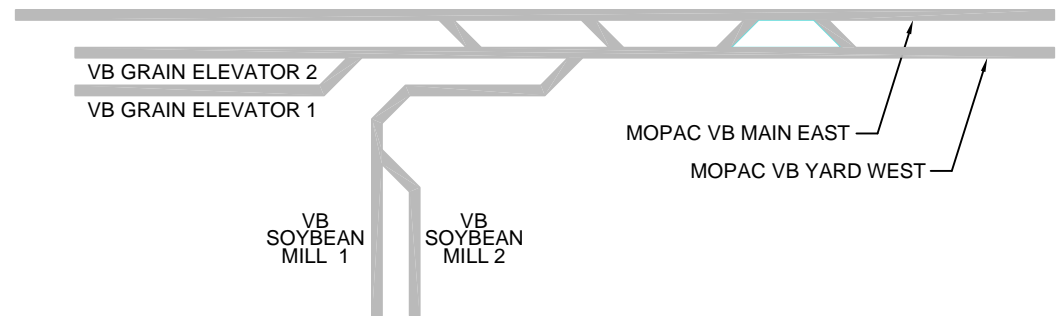 VB GRAIN ELEVATOR 2
VB GRAIN ELEVATOR 1
MOPAC VB MAIN EAST
MOPAC VB YARD WEST
VB
SOYBEAN
MILL 1
VB
SOYBEAN
MILL 2